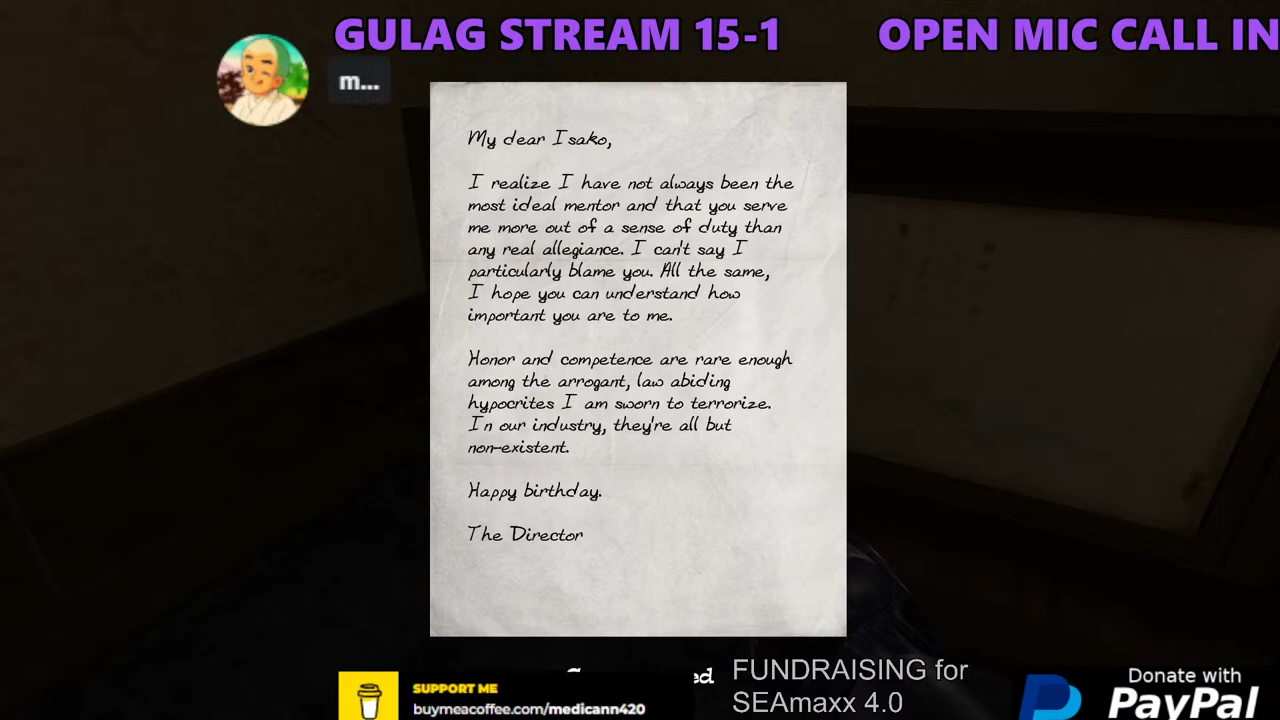 GULAG STREAM 15-1 OPEN MIC CALL IN
m...
My dear Isako,
I realize I have not always been the
most ideal mentor and that you serve
me more out of a sense of duty than
any real allegiance. I can't say I
particularly blame you. All the same,
I hope you can understand how
important you are to me.
Honor and competence are rare enough
among the arrogant, law abiding
hypocrites I am sworn to terrorize.
In our industry, they're all but
non-existent.
Happy birthday.
The Director
SUPPORT ME
buymeacoffee.com/medicann420
FUNDRAISING for
SEAmaxx 4.0
Donate with
PayPal